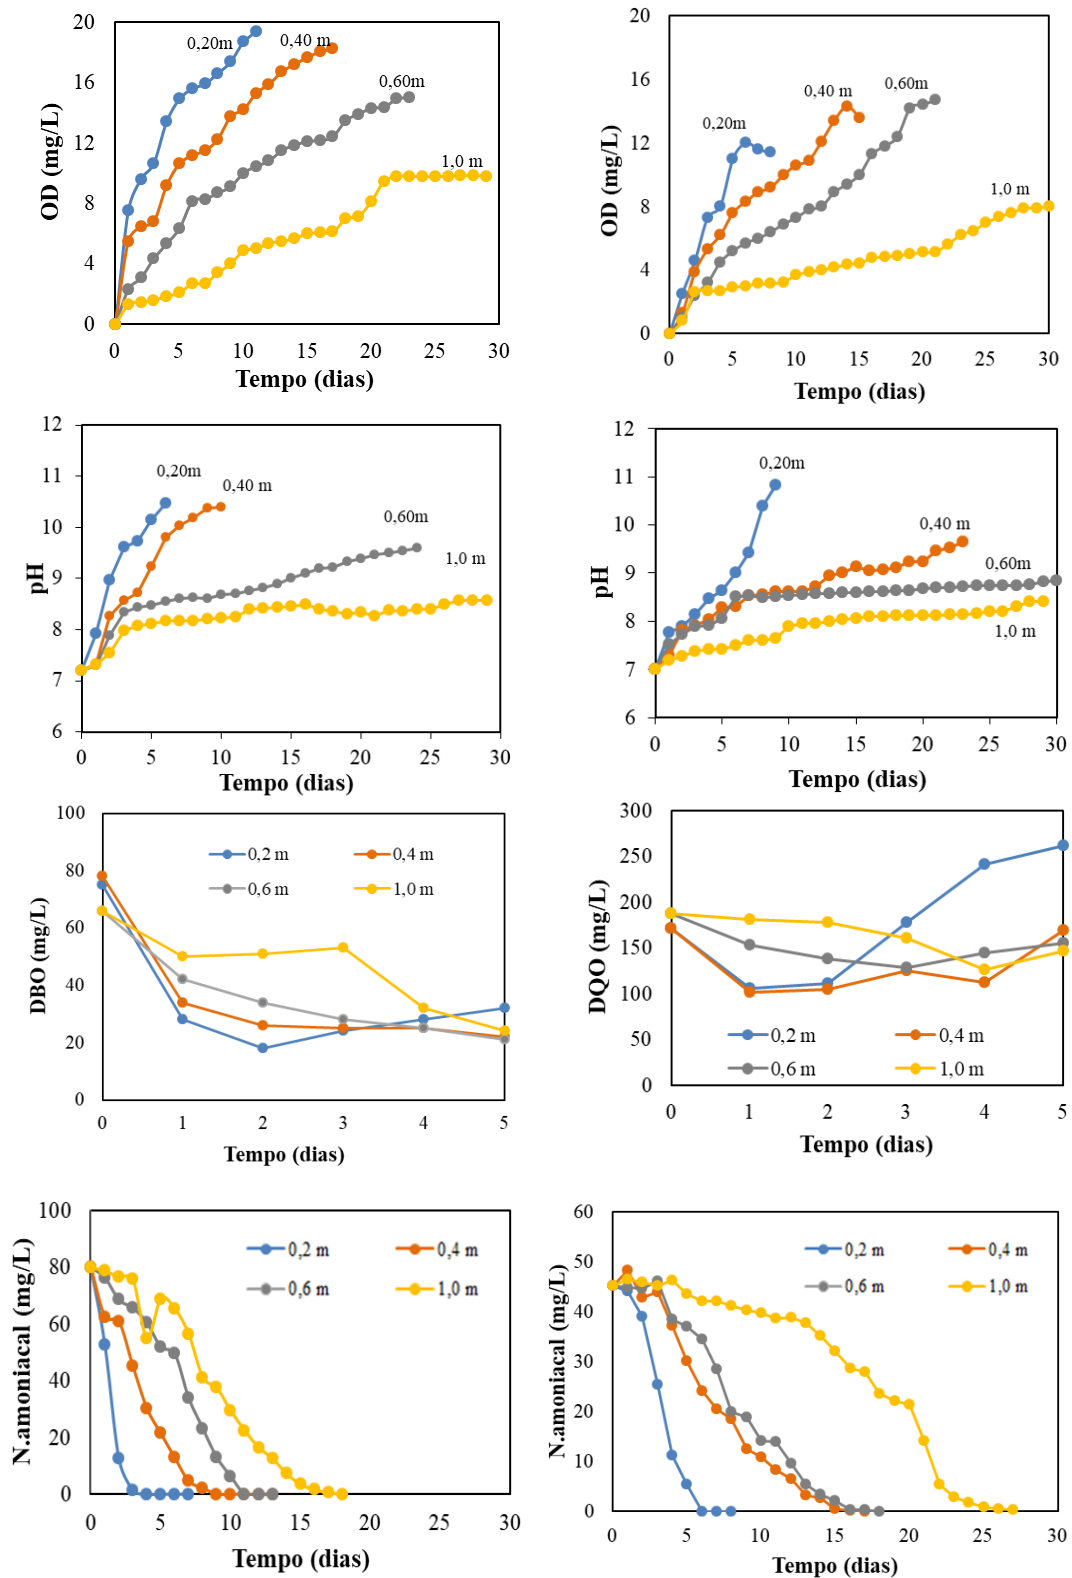 20
16
12
8
4
0
OD (mg/L)
0,20m
0,40 m
0,60m
1,0 m
0 5 10 15 20 25 30
Tempo (dias)
20
16
12
8
4
0
OD (mg/L)
0,20m
0,40 m
0,60m
1,0 m
0 5 10 15 20 25 30
Tempo (dias)
12
11
10
9
8
7
6
pH
0,20m
0,40 m
0,60m
1,0 m
0 5 10 15 20 25 30
Tempo (dias)
12
11
10
9
8
7
6
pH
0,20m
0,40 m
0,60m
1,0 m
0 5 10 15 20 25 30
Tempo (dias)
100
80
60
40
20
0
DBO (mg/L)
0,2 m 0,4 m
0,6 m 1,0 m
0 1 2 3 4 5
Tempo (dias)
300
250
200
150
100
50
0
DQO (mg/L)
0,2 m 0,4 m
0,6 m 1,0 m
0 1 2 3 4 5
Tempo (dias)
100
80
60
40
20
0
N.amoniacal (mg/L)
0,2 m 0,4 m
0,6 m 1,0 m
0 5 10 15 20 25 30
Tempo (dias)
60
50
40
30
20
10
0
N.amoniacal (mg/L)
0,2 m 0,4 m
0,6 m 1,0 m
0 5 10 15 20 25 30
Tempo (dias)